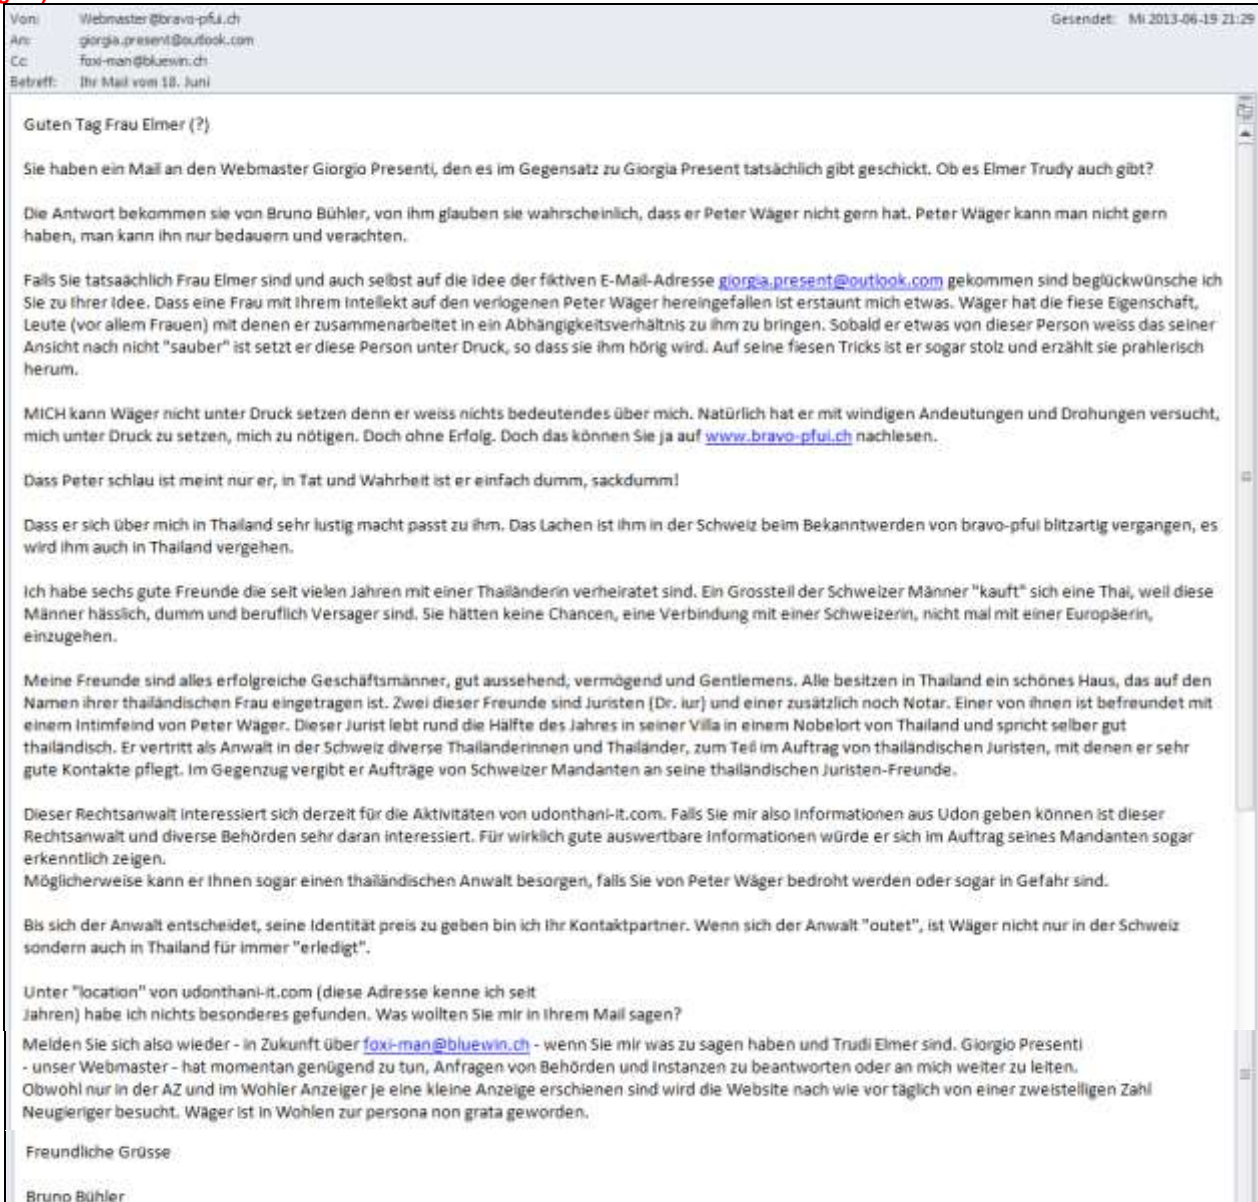 Von: Webmaster@bravo-pfui.ch Gesendet: Mi 2013-06-19 21:29
An: giorgia.present@outlook.com
Cc: foxi-man@bluewin.ch
Betreff: Ihr Mail vom 18. Juni
Guten Tag Frau Elmer (?)
Sie haben ein Mail an den Webmaster Giorgio Presenti, den es im Gegensatz zu Giorgia Present tatsächlich gibt geschickt. Ob es Elmer Trudy auch gibt?
Die Antwort bekommen sie von Bruno Bühler, von ihm glauben sie wahrscheinlich, dass er Peter Wäger nicht gern hat. Peter Wäger kann man nicht gern
haben, man kann ihn nur bedauern und verachten.
Falls Sie tatsaächlich Frau Elmer sind und auch selbst auf die Idee der fiktiven E-Mail-Adresse giorgia.present@outlook.com gekommen sind beglückwünsche ich
Sie zu Ihrer Idee. Dass eine Frau mit Ihrem Intellekt auf den verlogenen Peter Wäger hereingefallen ist erstaunt mich etwas. Wäger hat die fiese Eigenschaft,
Leute (vor allem Frauen) mit denen er zusammenarbeitet in ein Abhängigkeitsverhältnis zu ihm zu bringen. Sobald er etwas von dieser Person weiss das seiner
Ansicht nach nicht "sauber" ist setzt er diese Person unter Druck, so dass sie ihm hörig wird. Auf seine fiesen Tricks ist er sogar stolz und erzählt sie prahlerisch
herum.
MICH kann Wäger nicht unter Druck setzen denn er weiss nichts bedeutendes über mich. Natürlich hat er mit windigen Andeutungen und Drohungen versucht,
mich unter Druck zu setzen, mich zu nötigen. Doch ohne Erfolg. Doch das können Sie ja auf www.bravo-pfui.ch nachlesen.
Dass Peter schlau ist meint nur er, in Tat und Wahrheit ist er einfach dumm, sackdumm!
Dass er sich über mich in Thailand sehr lustig macht passt zu ihm. Das Lachen ist ihm in der Schweiz beim Bekanntwerden von bravo-pfui blitzartig vergangen, es
wird ihm auch in Thailand vergehen.
Ich habe sechs gute Freunde die seit vielen Jahren mit einer Thailänderin verheiratet sind. Ein Grossteil der Schweizer Männer "kauft" sich eine Thai, weil diese
Männer hässlich, dumm und beruflich Versager sind. Sie hätten keine Chancen, eine Verbindung mit einer Schweizerin, nicht mal mit einer Europäerin,
einzugehen.
Meine Freunde sind alles erfolgreiche Geschäftsmänner, gut aussehend, vermögend und Gentlemens. Alle besitzen in Thailand ein schönes Haus, das auf den
Namen ihrer thailändischen Frau eingetragen ist. Zwei dieser Freunde sind Juristen (Dr. iur) und einer zusätzlich noch Notar. Einer von ihnen ist befreundet mit
einem Intimfeind von Peter Wäger. Dieser Jurist lebt rund die Hälfte des Jahres in seiner Villa in einem Nobelort von Thailand und spricht selber gut
thailändisch. Er vertritt als Anwalt in der Schweiz diverse Thailänderinnen und Thailänder, zum Teil im Auftrag von thailändischen Juristen, mit denen er sehr
gute Kontakte pflegt. Im Gegenzug vergibt er Aufträge von Schweizer Mandanten an seine thailändischen Juristen-Freunde.
Dieser Rechtsanwalt interessiert sich derzeit für die Aktivitäten von udonthani-it.com. Falls Sie mir also Informationen aus Udon geben können ist dieser
Rechtsanwalt und diverse Behörden sehr daran interessiert. Für wirklich gute auswertbare Informationen würde er sich im Auftrag seines Mandanten sogar
erkenntlich zeigen.
Möglicherweise kann er Ihnen sogar einen thailändischen Anwalt besorgen, falls Sie von Peter Wäger bedroht werden oder sogar in Gefahr sind.
Bis sich der Anwalt entscheidet, seine Identität preis zu geben bin ich Ihr Kontaktpartner. Wenn sich der Anwalt "outet", ist Wäger nicht nur in der Schweiz
sondern auch in Thailand für immer "erledigt".
Unter "location" von udonthani-it.com (diese Adresse kenne ich seit
Jahren) habe ich nichts besonderes gefunden. Was wollten Sie mir in Ihrem Mail sagen?
Melden Sie sich also wieder - in Zukunft über foxi-man@bluewin.ch - wenn Sie mir was zu sagen haben und Trudi Elmer sind. Giorgio Presenti
- unser Webmaster - hat momentan genügend zu tun, Anfragen von Behörden und Instanzen zu beantworten oder an mich weiter zu leiten.
Obwohl nur in der AZ und im Wohler Anzeiger je eine kleine Anzeige erschienen sind wird die Website nach wie vor täglich von einer zweistelligen Zahl
Neugieriger besucht. Wäger ist in Wohlen zur persona non grata geworden.
Freundliche Grüsse
Bruno Bühler